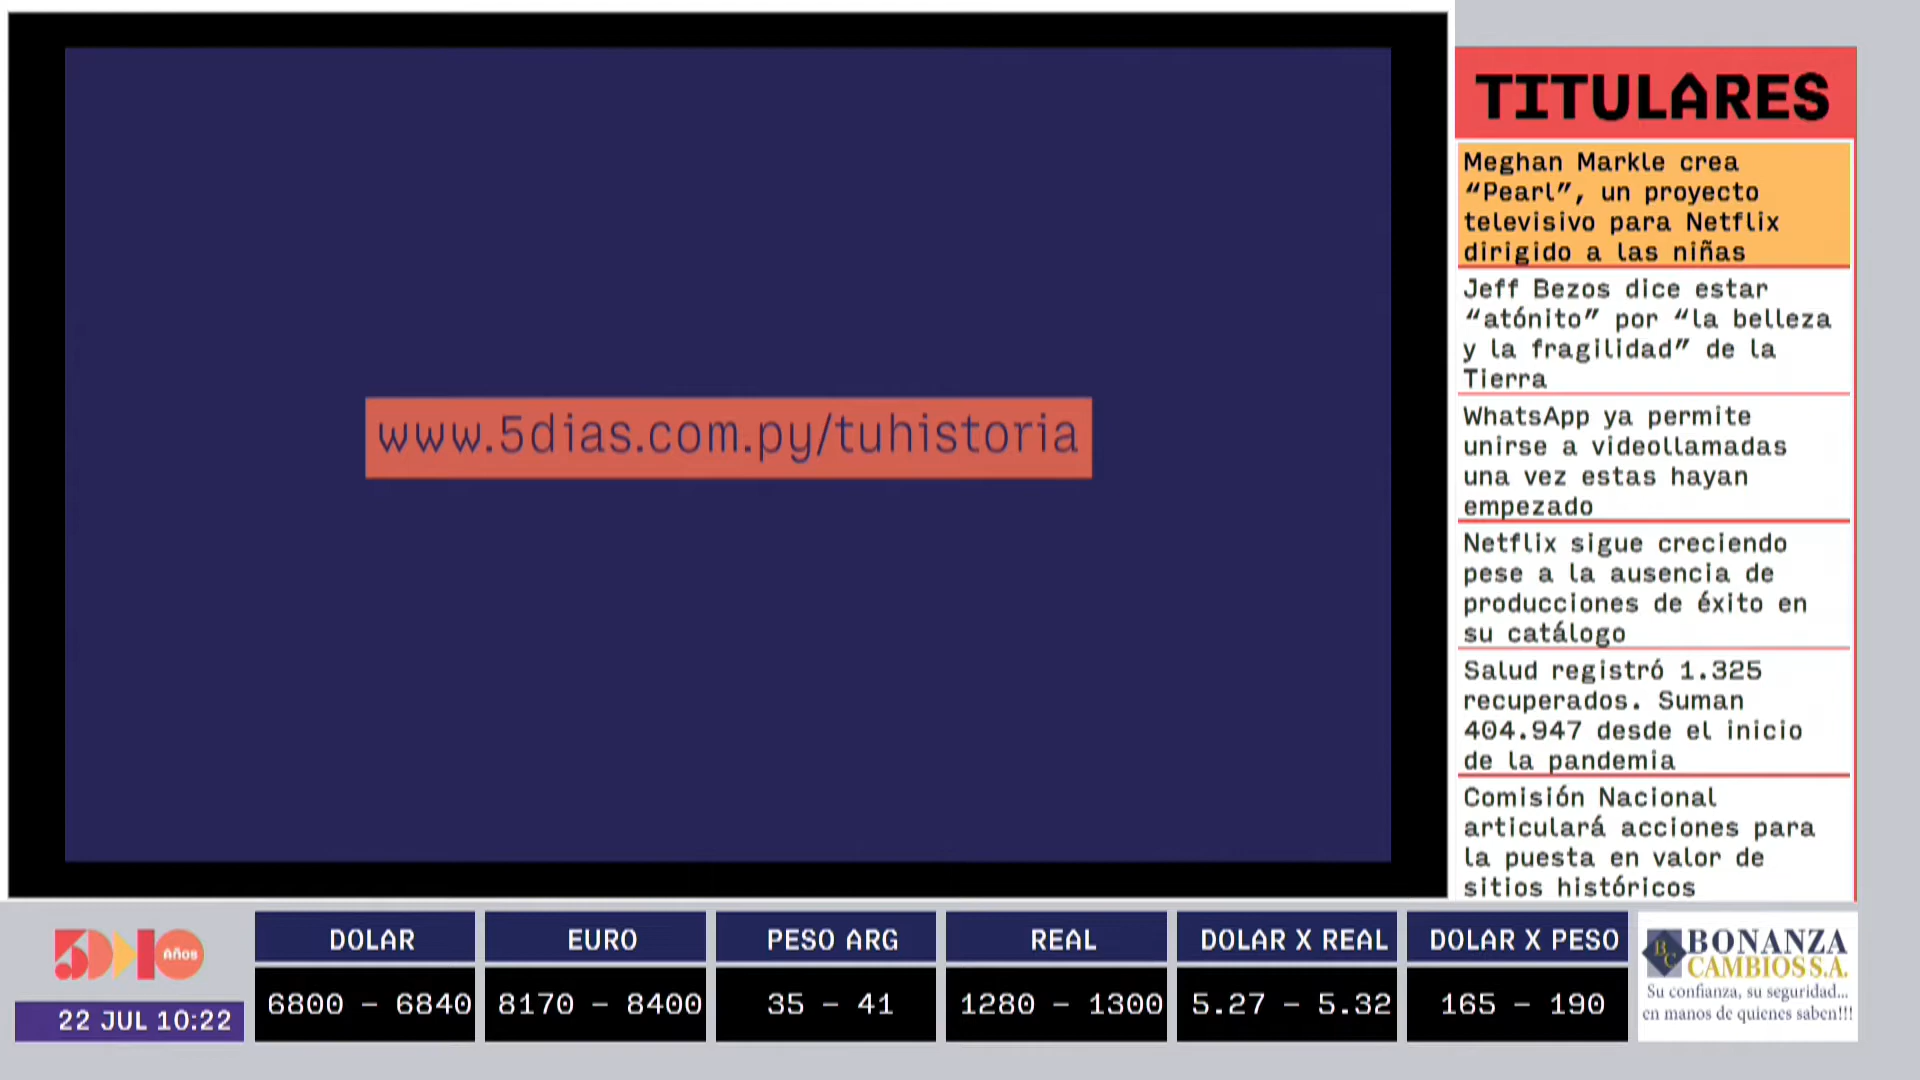 www.5dias.com.py/tuhistoria
TITULARES
Meghan Markle crea
“Pearl”, un proyecto
televisivo para Netflix
dirigido a las niñas
Jeff Bezos dice estar
“atónito” por “la belleza
y la fragilidad” de la
Tierra
WhatsApp ya permite
unirse a videollamadas
una vez estas hayan
empezado
Netflix sigue creciendo
pese a la ausencia de
producciones de éxito en
su catálogo
Salud registró 1.325
recuperados. Suman
404.947 desde el inicio
de la pandemia
Comisión Nacional
articulará acciones para
la puesta en valor de
sitios históricos
5D 10 Años
22 JUL 10:22
DOLAR
6800 – 6840
EURO
8170 – 8400
PESO ARG
35 – 41
REAL
1280 – 1300
DOLAR X REAL
5.27 – 5.32
DOLAR X PESO
165 – 190
BC BONANZA
CAMBIOS S.A.
Su confianza, su seguridad...
en manos de quienes saben!!!